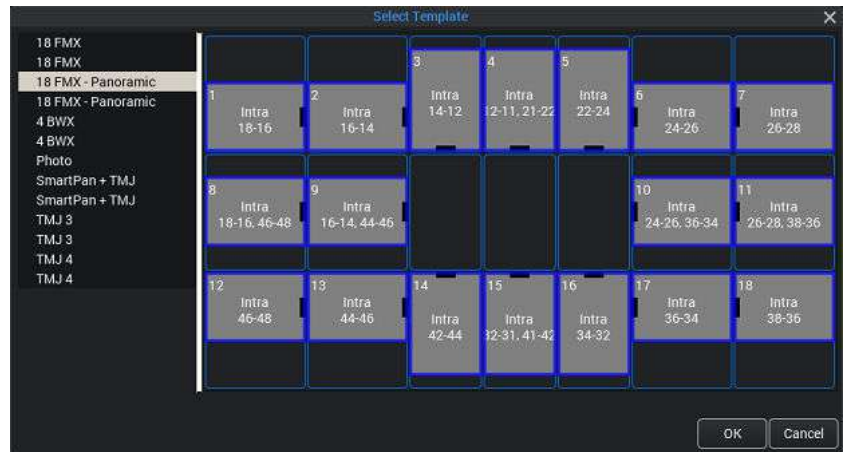 Select Template
18 FMX
18 FMX
18 FMX - Panoramic
18 FMX - Panoramic
4 BWX
4 BWX
Photo
SmartPan + TMJ
SmartPan + TMJ
TMJ 3
TMJ 3
TMJ 4
TMJ 4
1
Intra
18-16
2
Intra
16-14
3
Intra
14-12
4
Intra
12-11, 21-22
5
Intra
22-24
6
Intra
24-26
7
Intra
26-28
8
Intra
18-16, 46-48
9
Intra
16-14, 44-46
10
Intra
24-26, 36-34
11
Intra
26-28, 38-36
12
Intra
46-48
13
Intra
44-46
14
Intra
42-44
15
Intra
32-31, 41-42
16
Intra
34-32
17
Intra
36-34
18
Intra
38-36
OK
Cancel